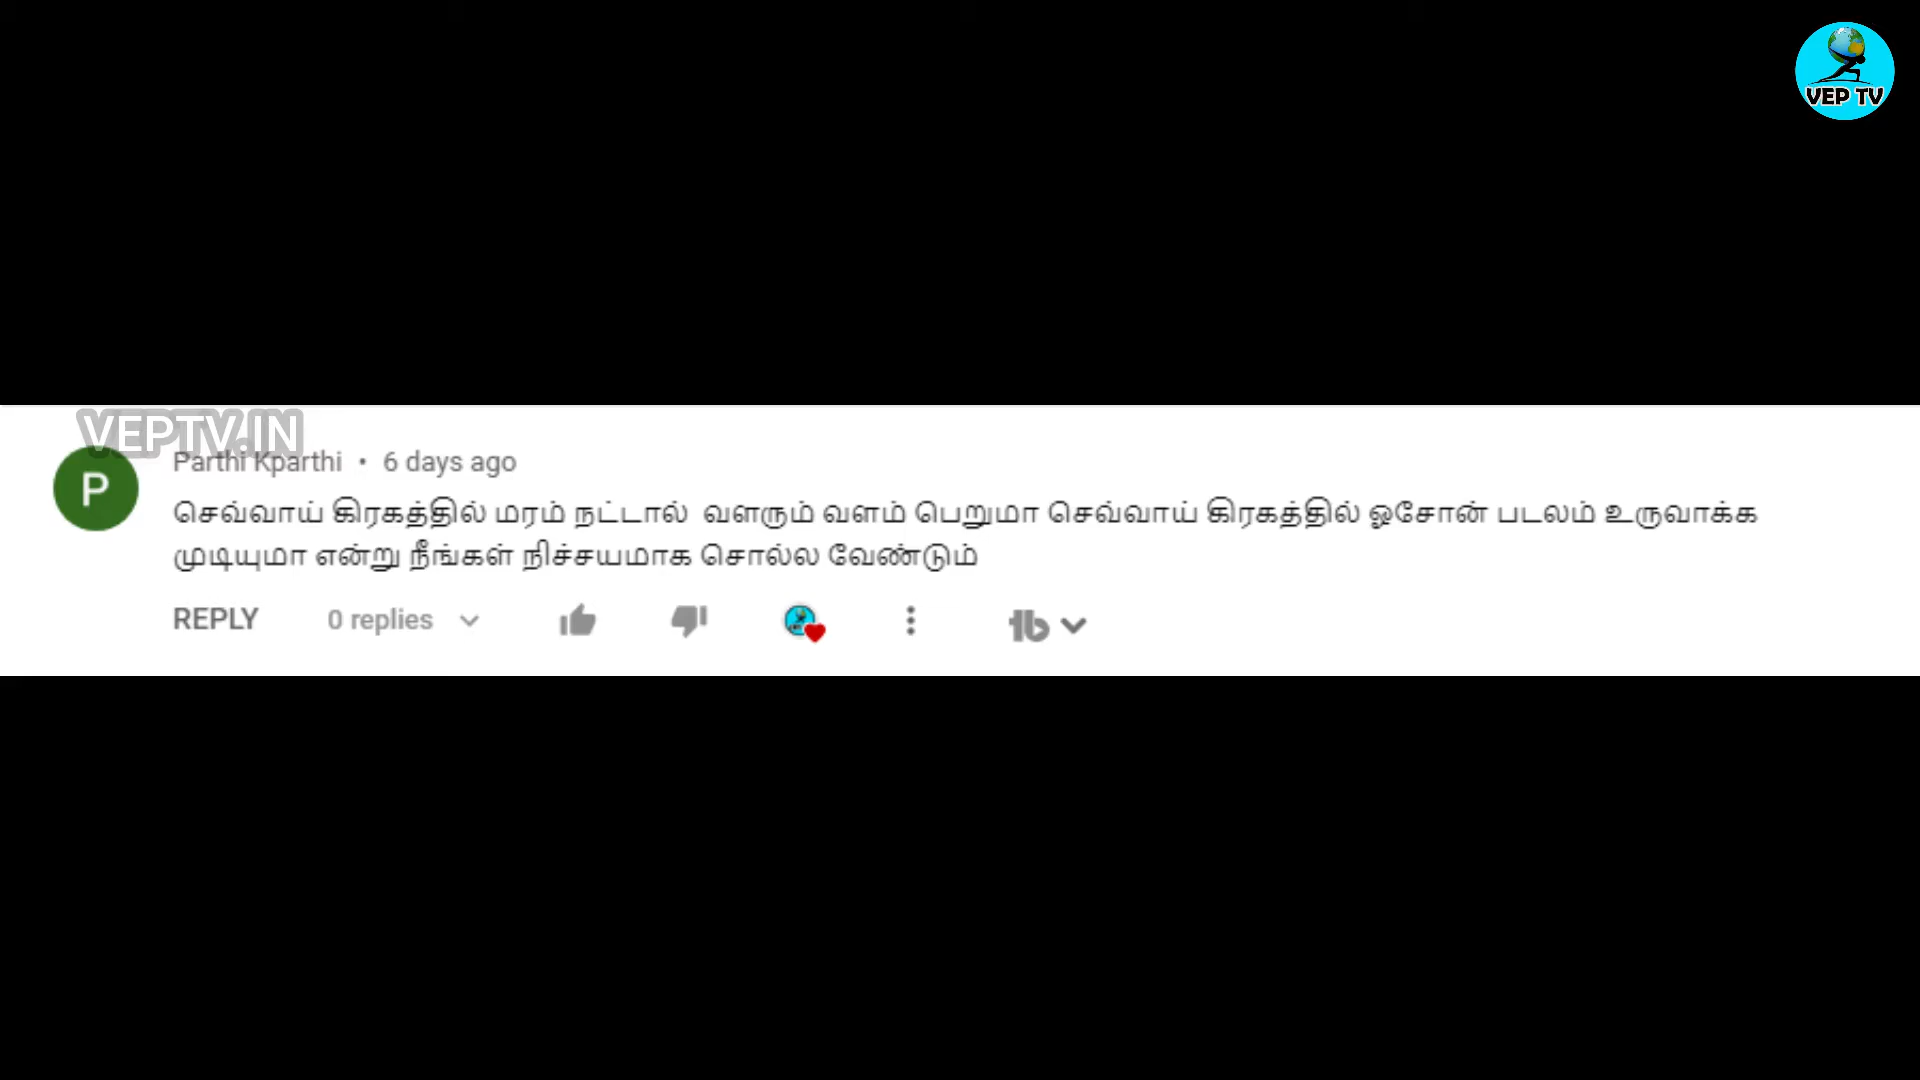 VEP TV
VEPTV.IN
Parthi Kparthi • 6 days ago
P
செவ்வாய் கிரகத்தில் மரம் நட்டால் வளரும் வளம் பெறுமா செவ்வாய் கிரகத்தில் ஓசோன் படலம் உருவாக்க
முடியுமா என்று நீங்கள் நிச்சயமாக சொல்ல வேண்டும்
REPLY 0 replies